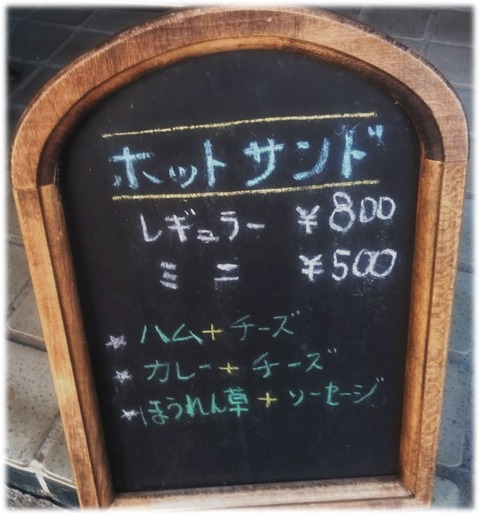 ホットサンド
レギュラー ¥800
ミニ ¥500
☆ハム+チーズ
☆カレー+チーズ
☆ほうれん草+ソーセージ